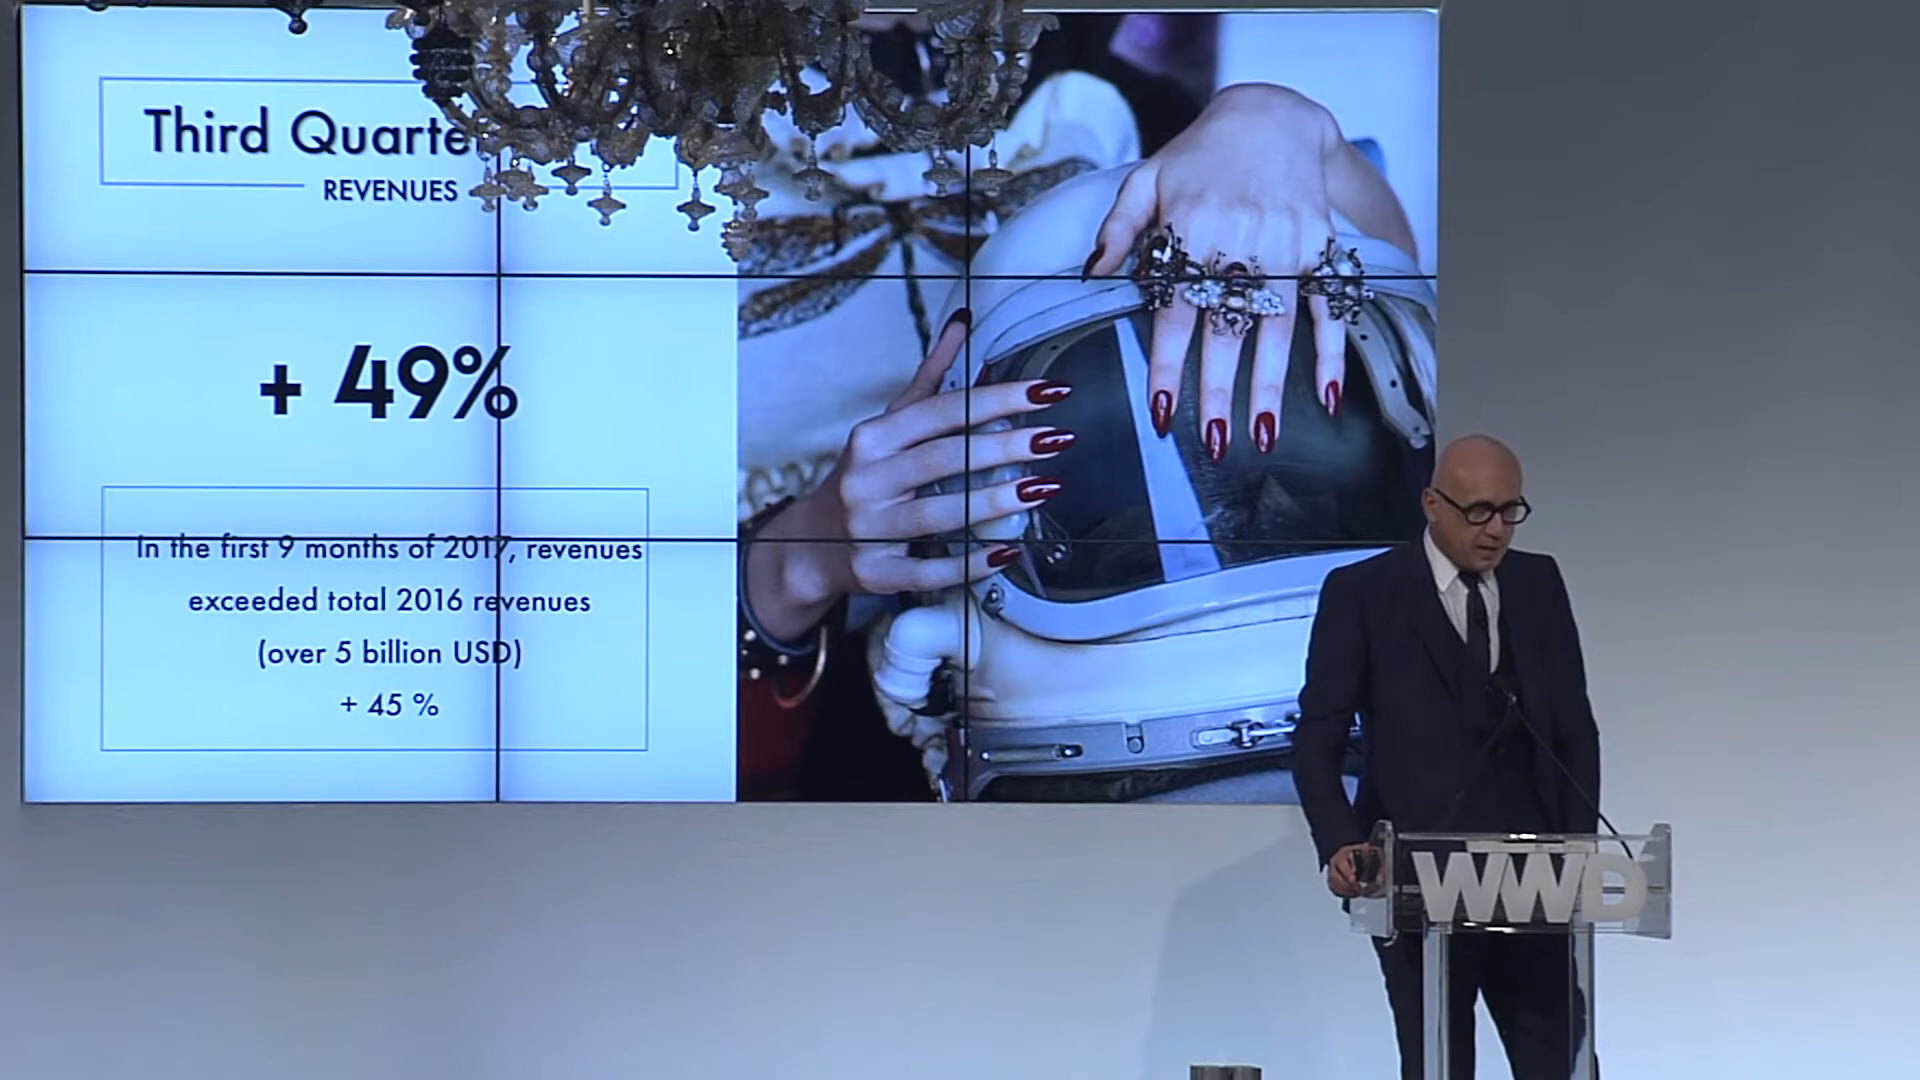 Third Quarte
REVENUES
+ 49%
In the first 9 months of 2017, revenues
exceeded total 2016 revenues
(over 5 billion USD)
+ 45 %
WWD